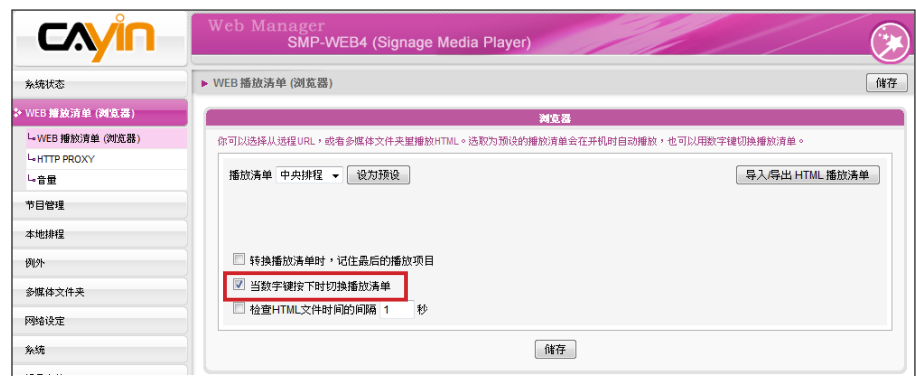 CAYIN
Web Manager
SMP-WEB4 (Signage Media Player)
系统状态
WEB 播放清单 (浏览器)
储存
WEB 播放清单 (浏览器)
WEB 播放清单 (浏览器)
HTTP PROXY
音量
节目管理
本地排程
例外
多媒体文件夹
网络设定
系统
浏览器
你可以选择从远程URL，或者多媒体文件夹里播放HTML。选取为预设的播放清单会在开机时自动播放，也可以用数字键切换播放清单。
播放清单 中央排程 设为预设 导入/导出 HTML 播放清单
转换播放清单时，记住最后的播放项目
当数字键按下时切换播放清单
检查HTML文件时间的间隔 1 秒
储存